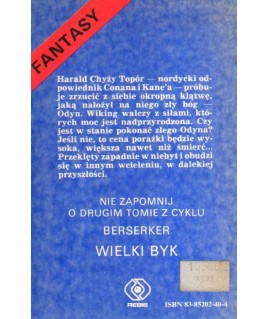 FANTASY
Harald Chyży Topór — nordycki od-
powiednik Conana i Kane'a — próbu-
je zrzucić z siebie okropną klątwę,
jaką nałożył na niego zły bóg —
Odyn. Wiking walczy z siłami, któ-
rych moc jest nadprzyrodzona. Czy
jest w stanie pokonać złego Odyna?
Jeśli nie, to cena porażki będzie wy-
soka, większa nawet niż śmierć...
Przeklęty zapadnie w niebyt i obudzi
się w innym wcieleniu, w dalekiej
przyszłości.
NIE ZAPOMNIJ
O DRUGIM TOMIE Z CYKLU
BERSERKER
WIELKI BYK
REBIS
ISBN 83-85202-40-4